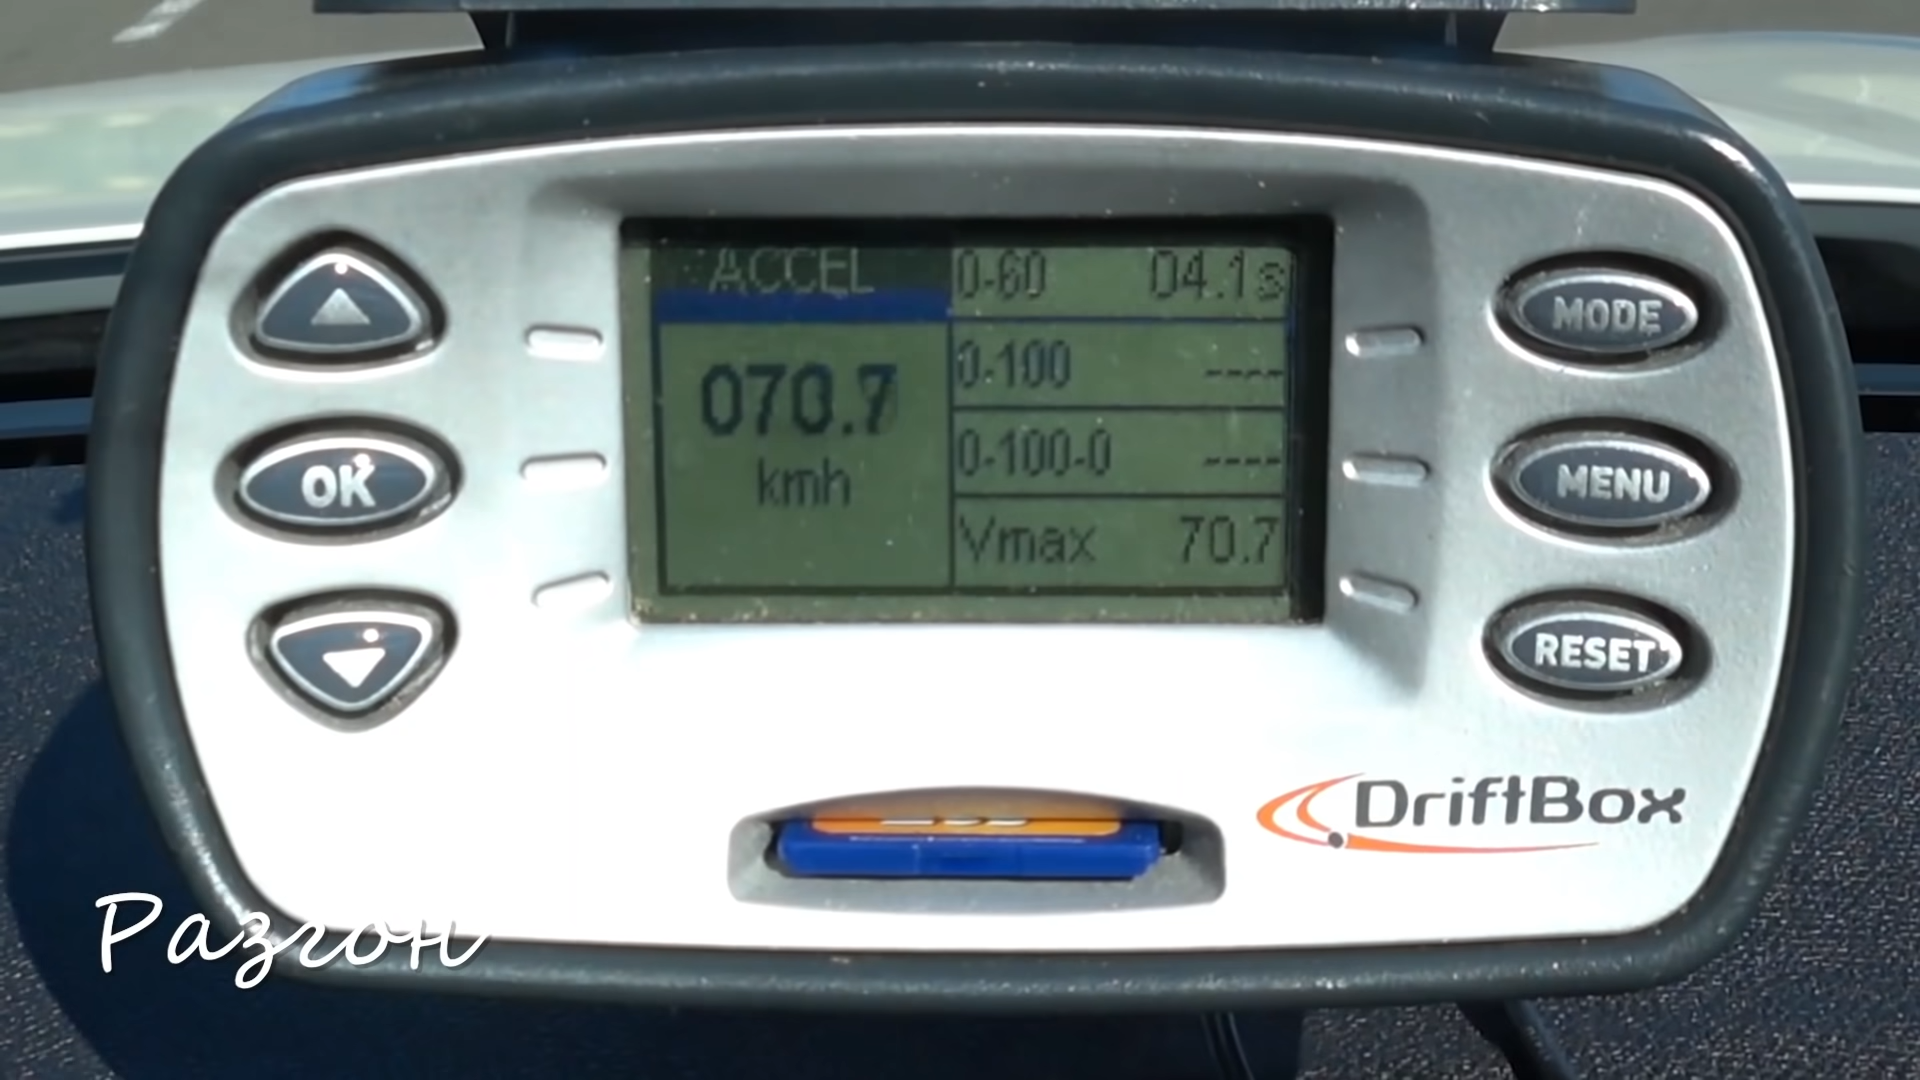 ACCEL
0-60 04.1s
070.7
kmh
0-100 ----
0-100-0 ----
Vmax 70.7
OK
MODE
MENU
RESET
DriftBox
Разгон